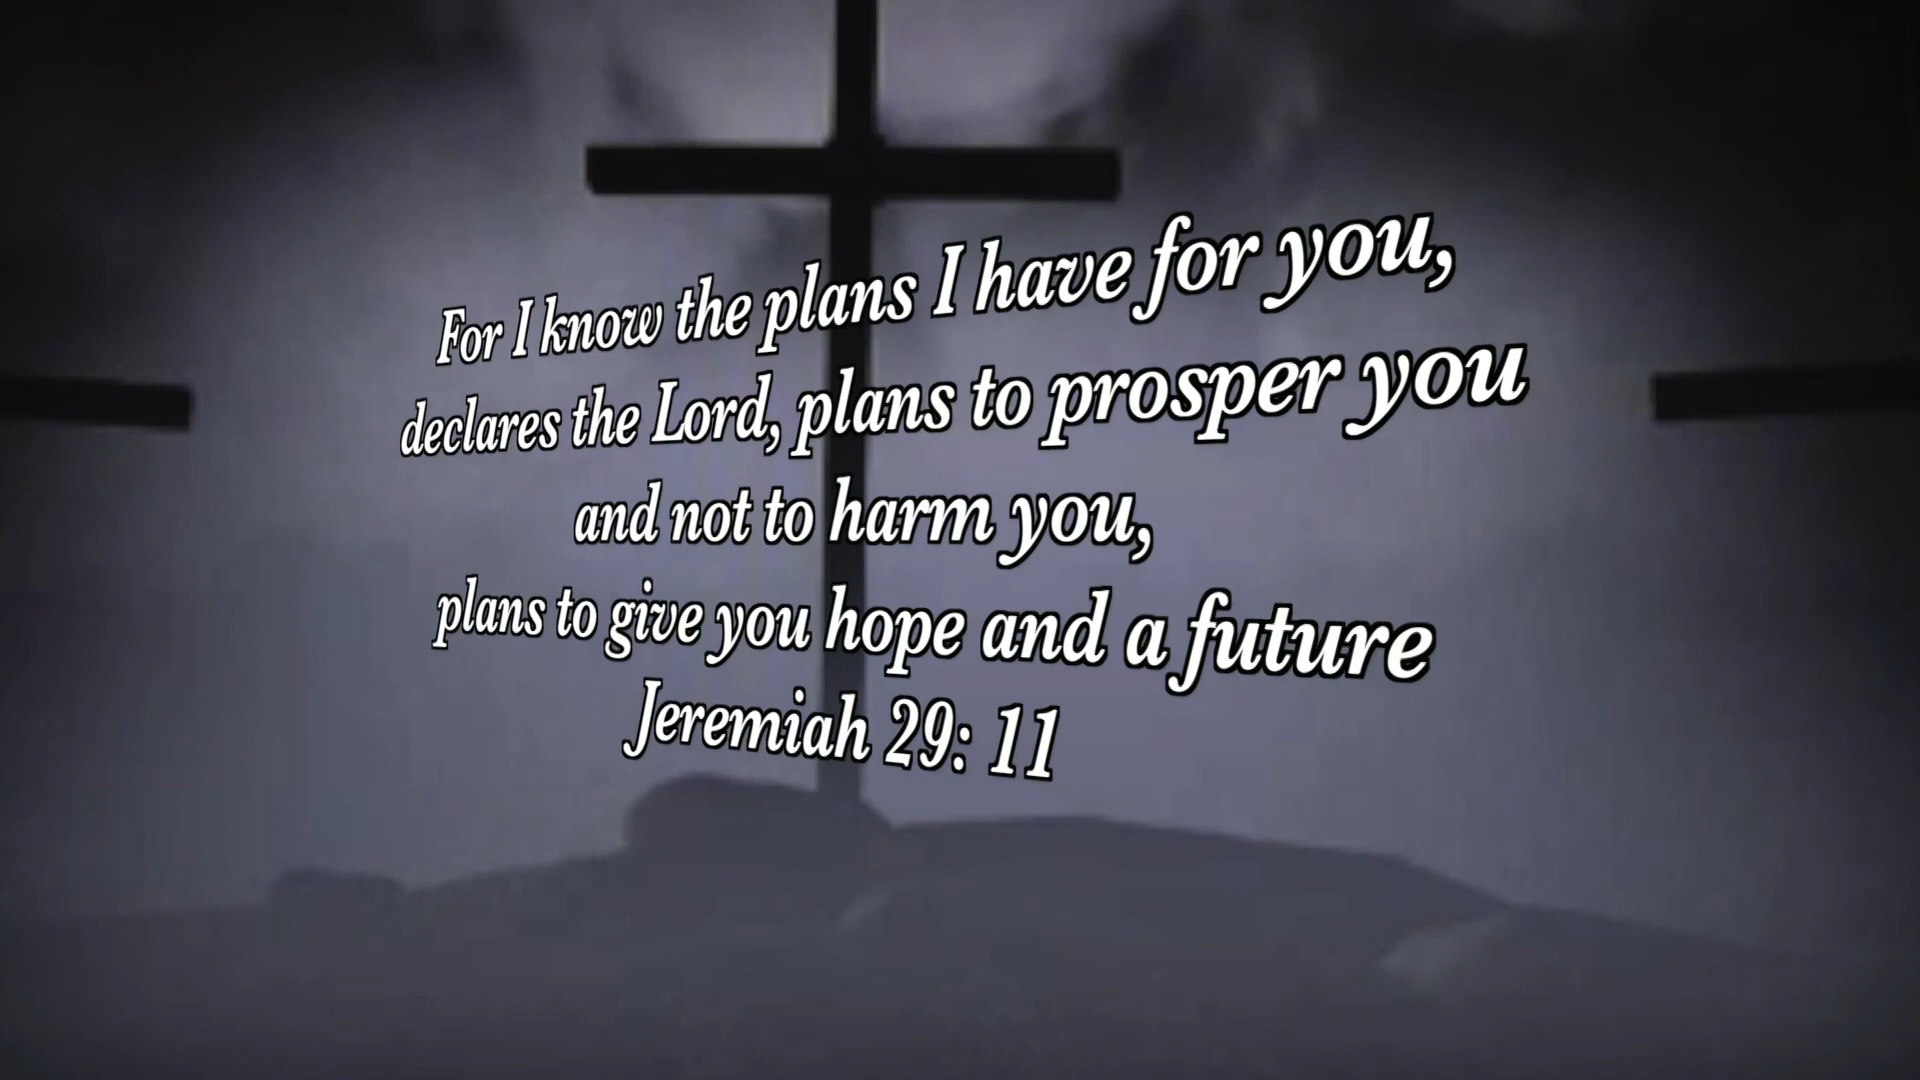 For I know the plans I have for you,
declares the Lord, plans to prosper you
and not to harm you,
plans to give you hope and a future
Jeremiah 29: 11